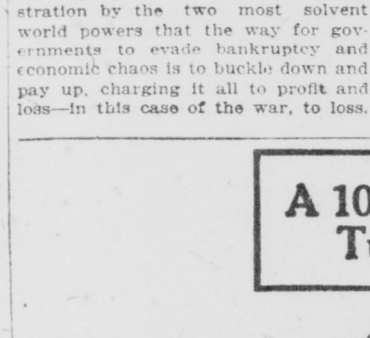 stration by the two most solvent
world powers that the way for gov-
ernments to evade bankruptcy and
economic chaos is to buckle down and
pay up, charging it all to profit and
loss—in this case of the war, to loss.
A 10
T